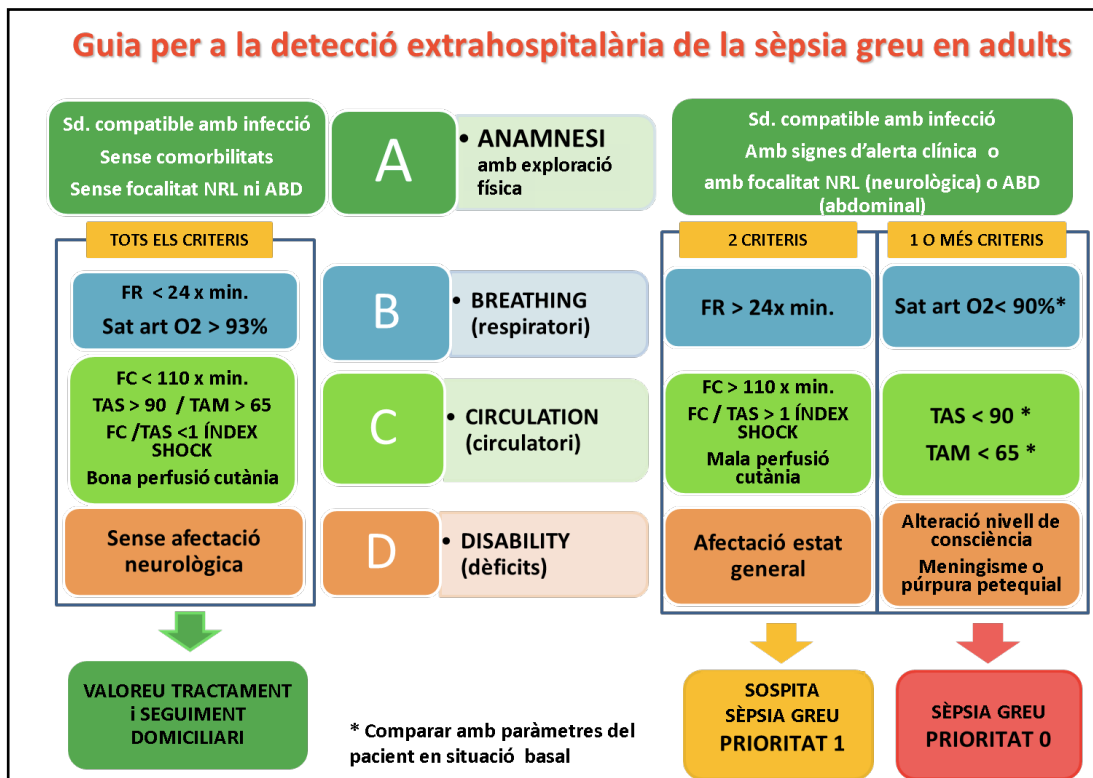 Guia per a la detecció extrahospitalària de la sèpsia greu en adults
Sd. compatible amb infecció
Sense comorbilitats
Sense focalitat NRL ni ABD
A
• ANAMNESI
amb exploració
física
Sd. compatible amb infecció
Amb signes d'alerta clínica o
amb focalitat NRL (neurològica) o ABD
(abdominal)
TOTS ELS CRITERIS
2 CRITERIS
1 O MÉS CRITERIS
FR < 24 x min.
Sat art O2 > 93%
B
• BREATHING
(respiratori)
FR > 24x min.
Sat art O2< 90%*
FC < 110 x min.
TAS > 90 / TAM > 65
FC /TAS <1 ÍNDEX
SHOCK
Bona perfusió cutània
C
• CIRCULATION
(circulatori)
FC > 110 x min.
FC / TAS > 1 ÍNDEX
SHOCK
Mala perfusió
cutània
TAS < 90 *
TAM < 65 *
Sense afectació
neurològica
D
• DISABILITY
(dèficits)
Afectació estat
general
Alteració nivell de
consciència
Meningisme o
púrpura petequial
VALOREU TRACTAMENT
i SEGUIMENT
DOMICILIARI
* Comparar amb paràmetres del
pacient en situació basal
SOSPITA
SÈPSIA GREU
PRIORITAT 1
SÈPSIA GREU
PRIORITAT 0